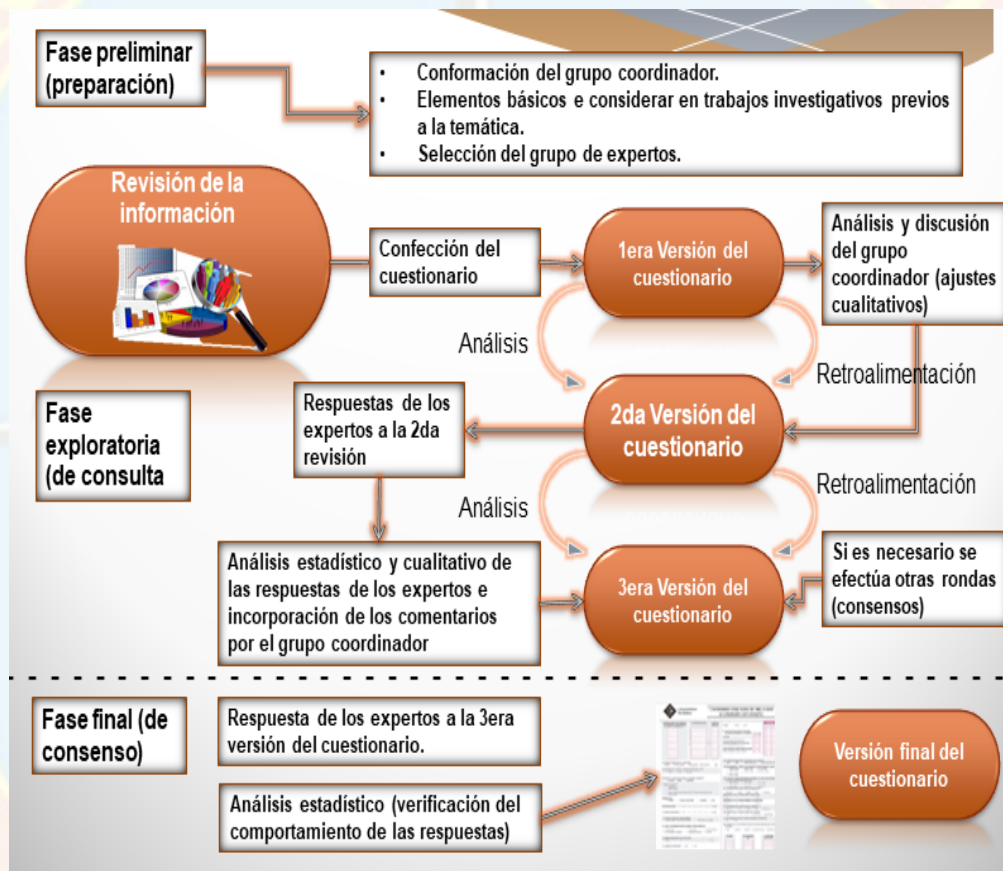 Fase preliminar
(preparación)
• Conformación del grupo coordinador.
• Elementos básicos e considerar en trabajos investigativos previos
a la temática.
• Selección del grupo de expertos.
Revisión de la
información
Confección del
cuestionario
1era Versión del
cuestionario
Análisis y discusión
del grupo
coordinador (ajustes
cualitativos)
Análisis
Retroalimentación
Fase
exploratoria
(de consulta
Respuestas de los
expertos a la 2da
revisión
2da Versión del
cuestionario
Análisis
Retroalimentación
Análisis estadístico y cualitativo de
las respuestas de los expertos e
incorporación de los comentarios
por el grupo coordinador
3era Versión del
cuestionario
Si es necesario se
efectúa otras rondas
(consensos)
Fase final (de
consenso)
Respuesta de los expertos a la 3era
versión del cuestionario.
Análisis estadístico (verificación del
comportamiento de las respuestas)
Versión final del
cuestionario